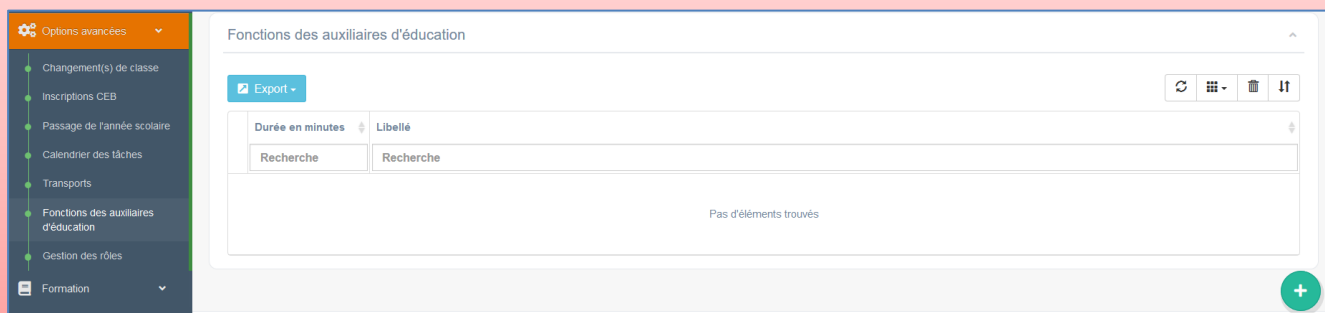 Options avancées
Changement(s) de classe
Inscriptions CEB
Passage de l'année scolaire
Calendrier des tâches
Transports
Fonctions des auxiliaires
d'éducation
Gestion des rôles
Formation
Fonctions des auxiliaires d'éducation
Export
Durée en minutes Libellé
Recherche Recherche
Pas d'éléments trouvés